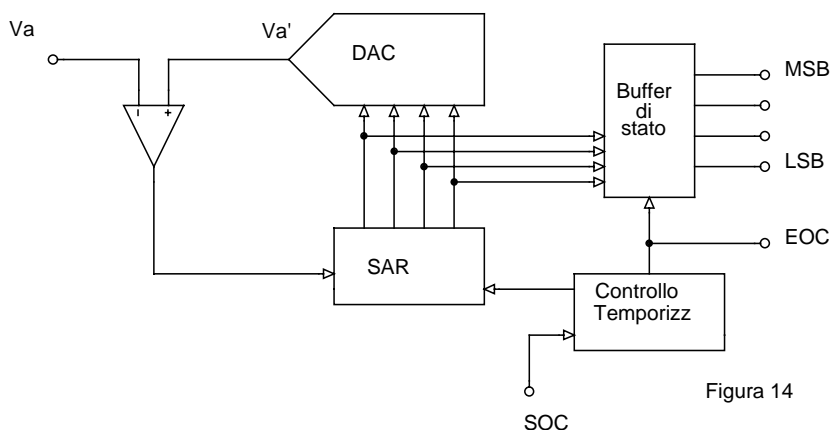 Va
Va'
DAC
Buffer
di
stato
MSB
LSB
- +
SAR
EOC
Controllo
Temporizz
SOC
Figura 14